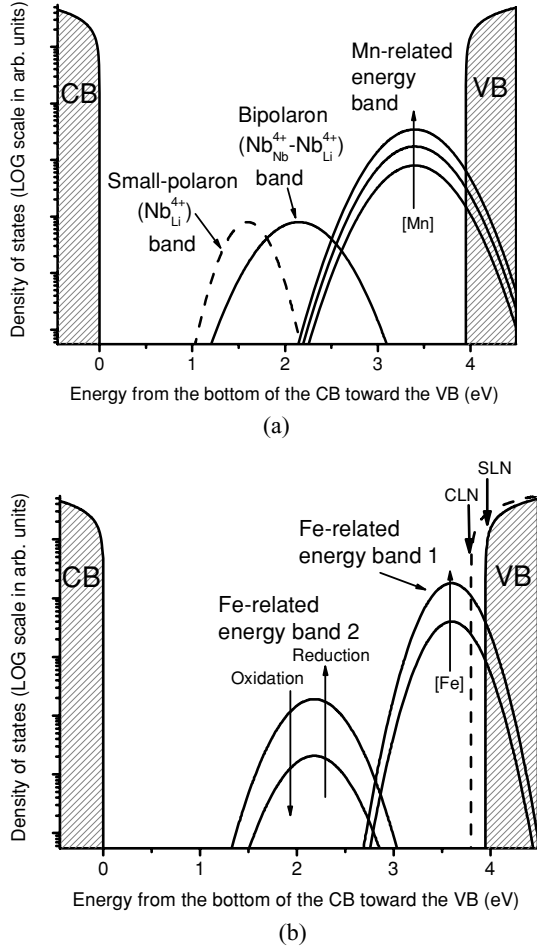 Density of states (LOG scale in arb. units)
CB
VB
Mn-related
energy
band
Bipolaron
(Nb⁴⁺Nb-Nb⁴⁺Li)
band
Small-polaron
(Nb⁴⁺Li)
band
[Mn]
0 1 2 3 4
Energy from the bottom of the CB toward the VB (eV)
(a)
Density of states (LOG scale in arb. units)
SLN
CLN
CB
VB
Fe-related
energy band 1
Fe-related
energy band 2
Reduction
Oxidation
[Fe]
0 1 2 3 4
Energy from the bottom of the CB toward the VB (eV)
(b)